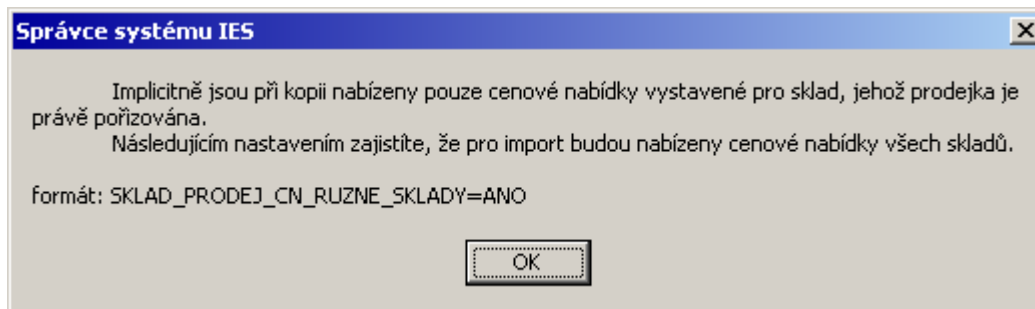 Správce systému IES
Implicitně jsou při kopii nabízeny pouze cenové nabídky vystavené pro sklad, jehož prodejka je
právě pořizována.
Následujícím nastavením zajistíte, že pro import budou nabízeny cenové nabídky všech skladů.
formát: SKLAD_PRODEJ_CN_RUZNE_SKLADY=ANO
OK